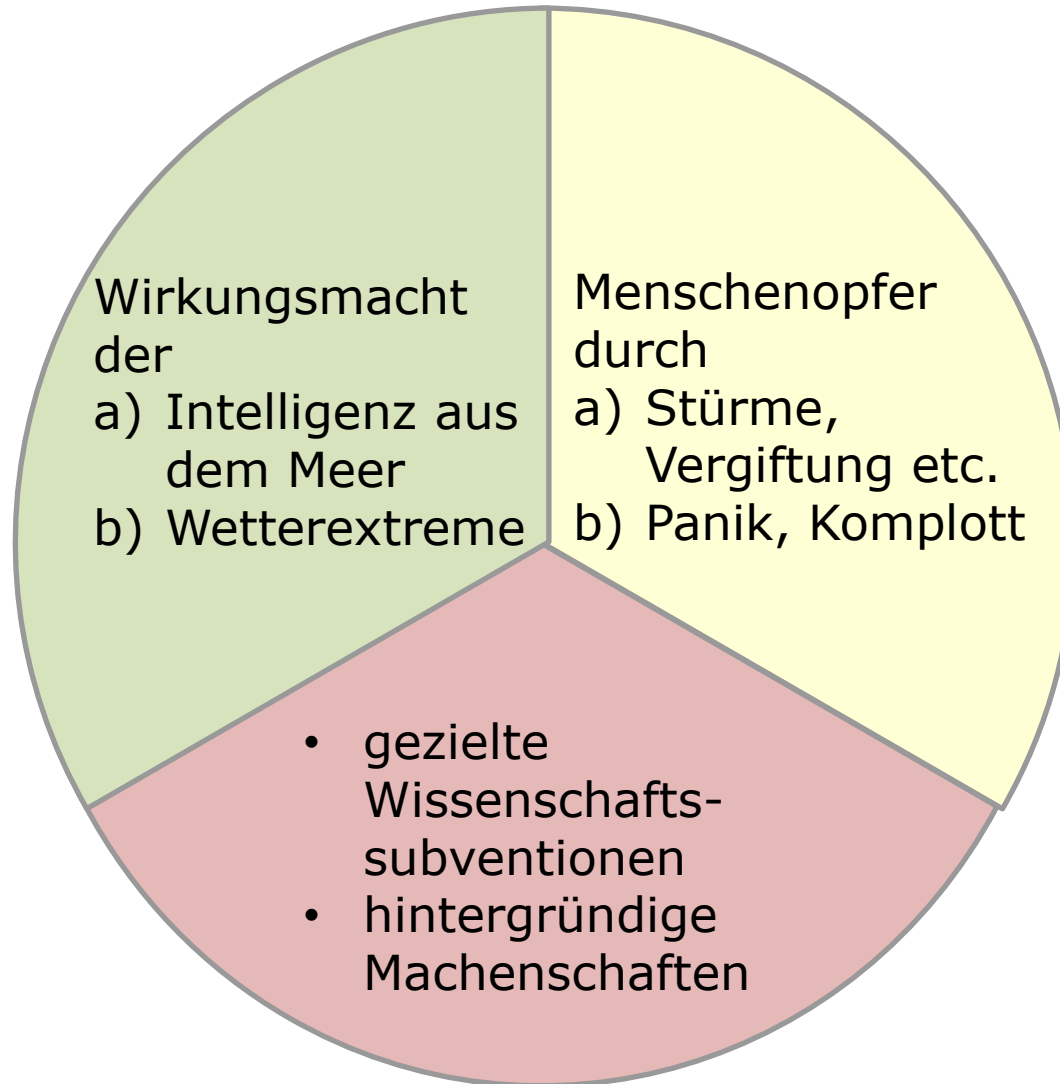 Wirkungsmacht
der
a) Intelligenz aus
dem Meer
b) Wetterextreme
Menschenopfer
durch
a) Stürme,
Vergiftung etc.
b) Panik, Komplott
• gezielte
Wissenschafts-
subventionen
• hintergründige
Machenschaften